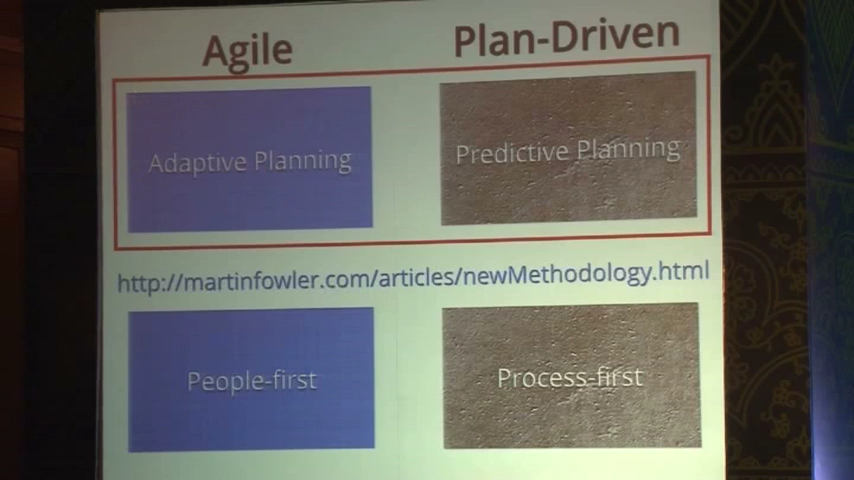 Agile Plan-Driven
Adaptive Planning Predictive Planning
http://martinfowler.com/articles/newMethodology.html
People-first Process-first